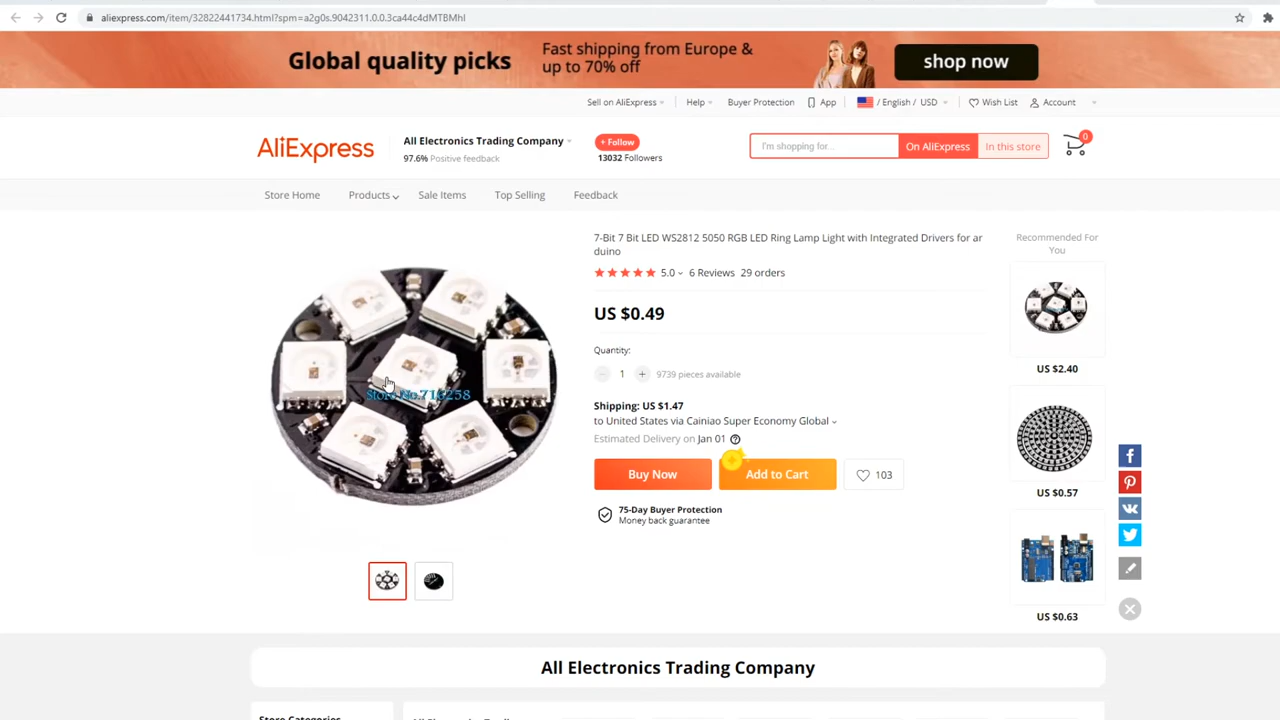 aliexpress.com/item/32822441734.html?spm=a2g0s.9042311.0.0.3ca44c4dMTBMhl
Global quality picks
Fast shipping from Europe &
up to 70% off
shop now
Sell on AliExpress
Help
Buyer Protection
App
/ English / USD
Wish List
Account
AliExpress
All Electronics Trading Company
97.6% Positive feedback
+ Follow
13032 Followers
I'm shopping for...
On AliExpress
In this store
0
Store Home
Products
Sale Items
Top Selling
Feedback
7-Bit 7 Bit LED WS2812 5050 RGB LED Ring Lamp Light with Integrated Drivers for ar
duino
5.0
6 Reviews
29 orders
US $0.49
Quantity:
1
9739 pieces available
Shipping: US $1.47
to United States via Cainiao Super Economy Global
Estimated Delivery on Jan 01
Buy Now
Add to Cart
103
75-Day Buyer Protection
Money back guarantee
Store No.716258
Recommended For
You
US $2.40
US $0.57
US $0.63
All Electronics Trading Company
Store Categories